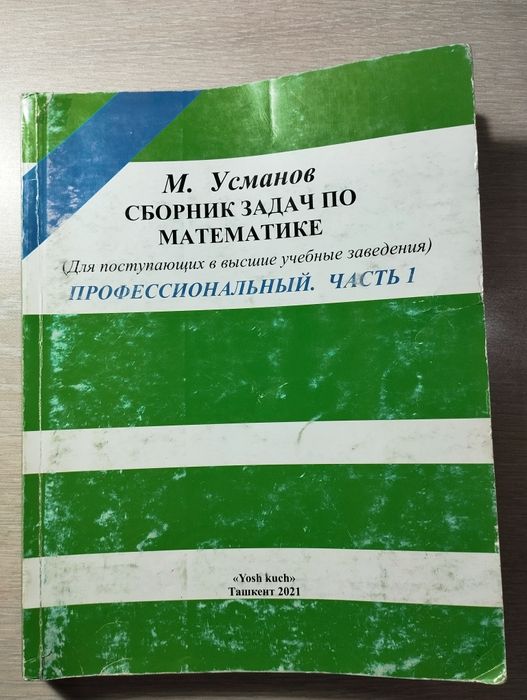 М. Усманов
СБОРНИК ЗАДАЧ ПО
МАТЕМАТИКЕ
(Для поступающих в высшие учебные заведения)
ПРОФЕССИОНАЛЬНЫЙ. ЧАСТЬ 1
«Yosh kuch»
Ташкент 2021